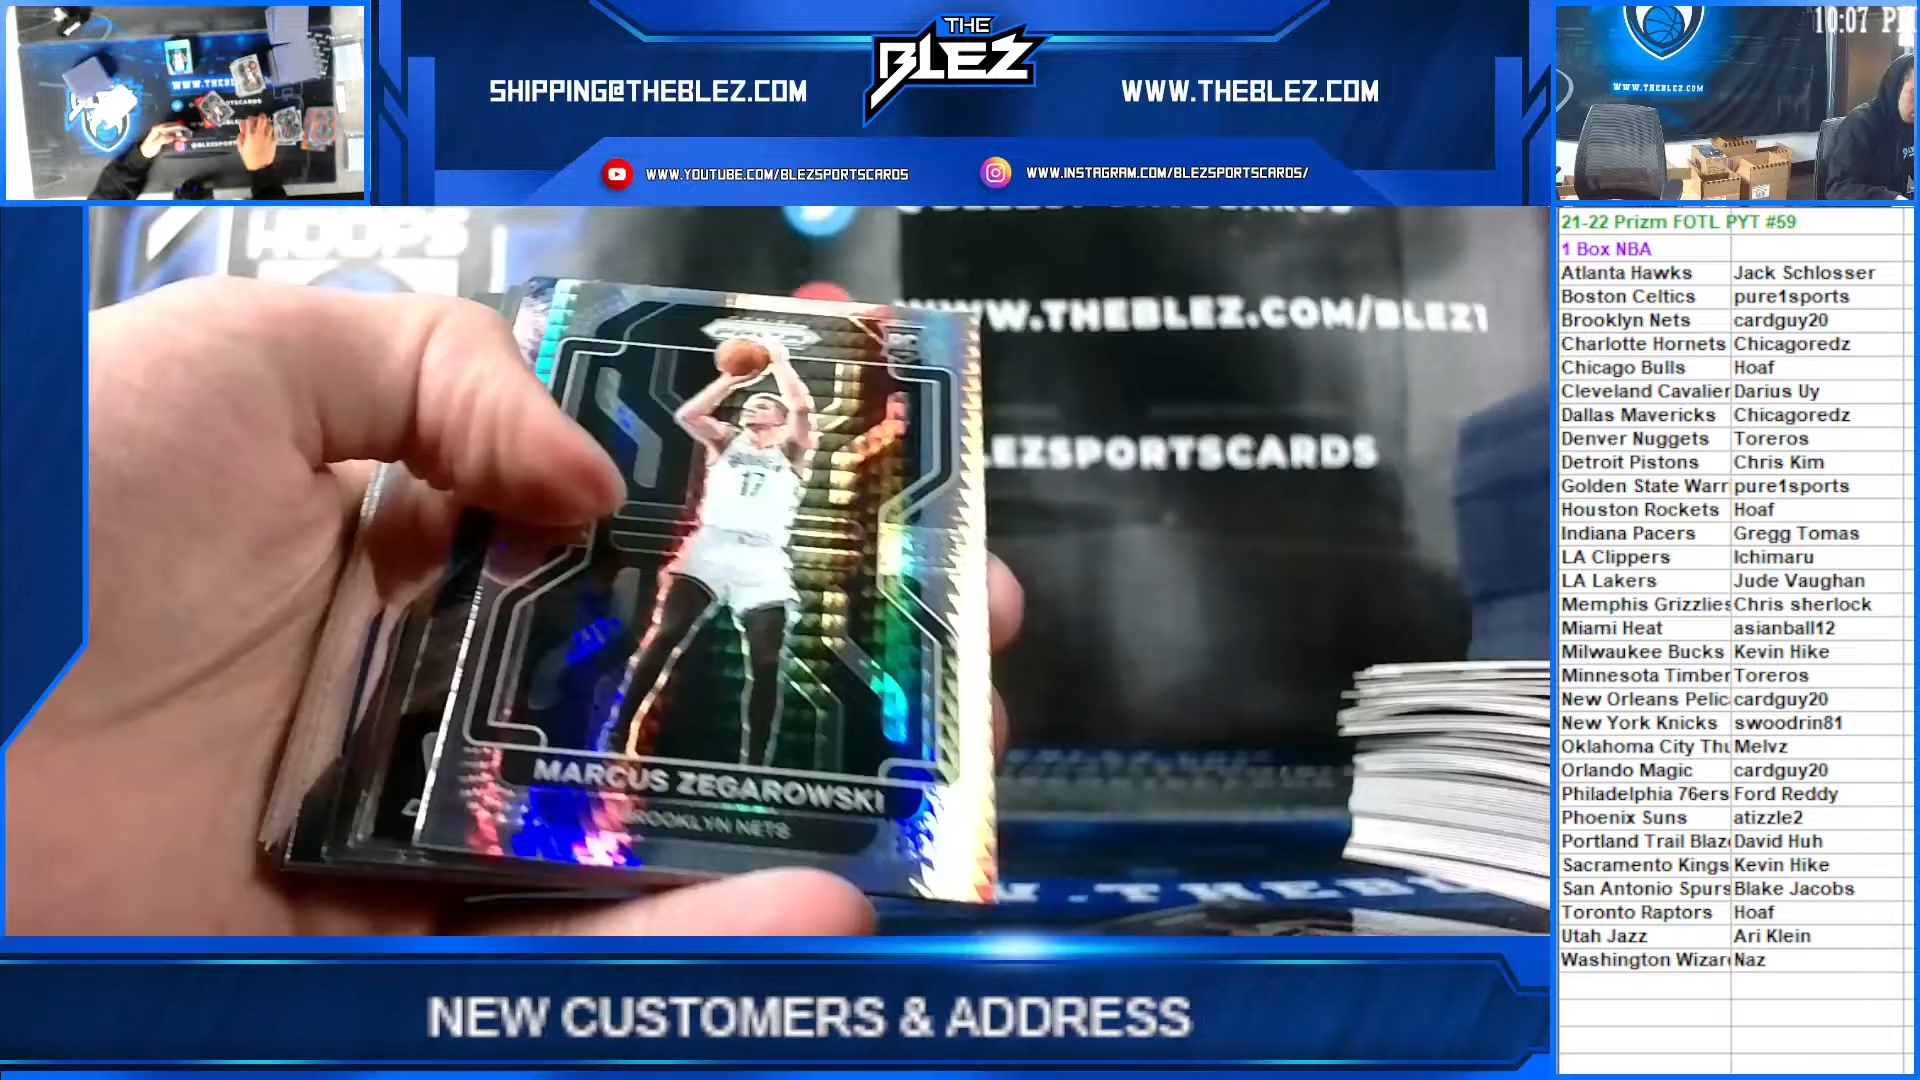 THE
BLEZ
SHIPPING@THEBLEZ.COM
WWW.THEBLEZ.COM
WWW.YOUTUBE.COM/BLEZSPORTSCARDS
WWW.INSTAGRAM.COM/BLEZSPORTSCARDS/
10:07 PM
WWW.THEBLEZ.COM
HOOPS
WWW.THEBLEZ.COM/BLEZ1
LEZSPORTSCARDS
RC
17
MARCUS ZEGAROWSKI
BROOKLYN NETS
NEW CUSTOMERS & ADDRESS
21-22 Prizm FOTL PYT #59
1 Box NBA
Atlanta Hawks Jack Schlosser
Boston Celtics pure1sports
Brooklyn Nets cardguy20
Charlotte Hornets Chicagoredz
Chicago Bulls Hoaf
Cleveland Cavalier Darius Uy
Dallas Mavericks Chicagoredz
Denver Nuggets Toreros
Detroit Pistons Chris Kim
Golden State Warr pure1sports
Houston Rockets Hoaf
Indiana Pacers Gregg Tomas
LA Clippers Ichimaru
LA Lakers Jude Vaughan
Memphis Grizzlies Chris sherlock
Miami Heat asianball12
Milwaukee Bucks Kevin Hike
Minnesota Timber Toreros
New Orleans Pelic cardguy20
New York Knicks swoodrin81
Oklahoma City Thu Melvz
Orlando Magic cardguy20
Philadelphia 76ers Ford Reddy
Phoenix Suns atizzle2
Portland Trail Blaz David Huh
Sacramento Kings Kevin Hike
San Antonio Spurs Blake Jacobs
Toronto Raptors Hoaf
Utah Jazz Ari Klein
Washington Wizar Naz